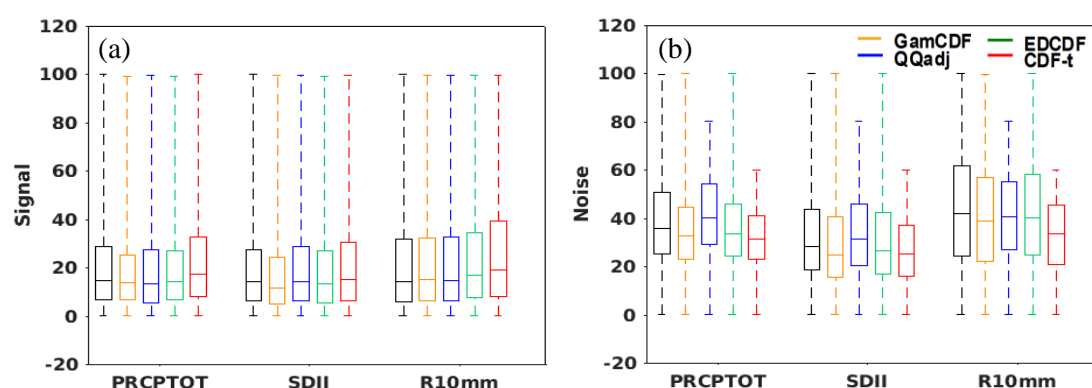 (a)
Signal
120
100
80
60
40
20
0
-20
PRCPTOT SDII R10mm
(b)
GamCDF EDCDF
QQadj CDF-t
Noise
120
100
80
60
40
20
0
-20
PRCPTOT SDII R10mm